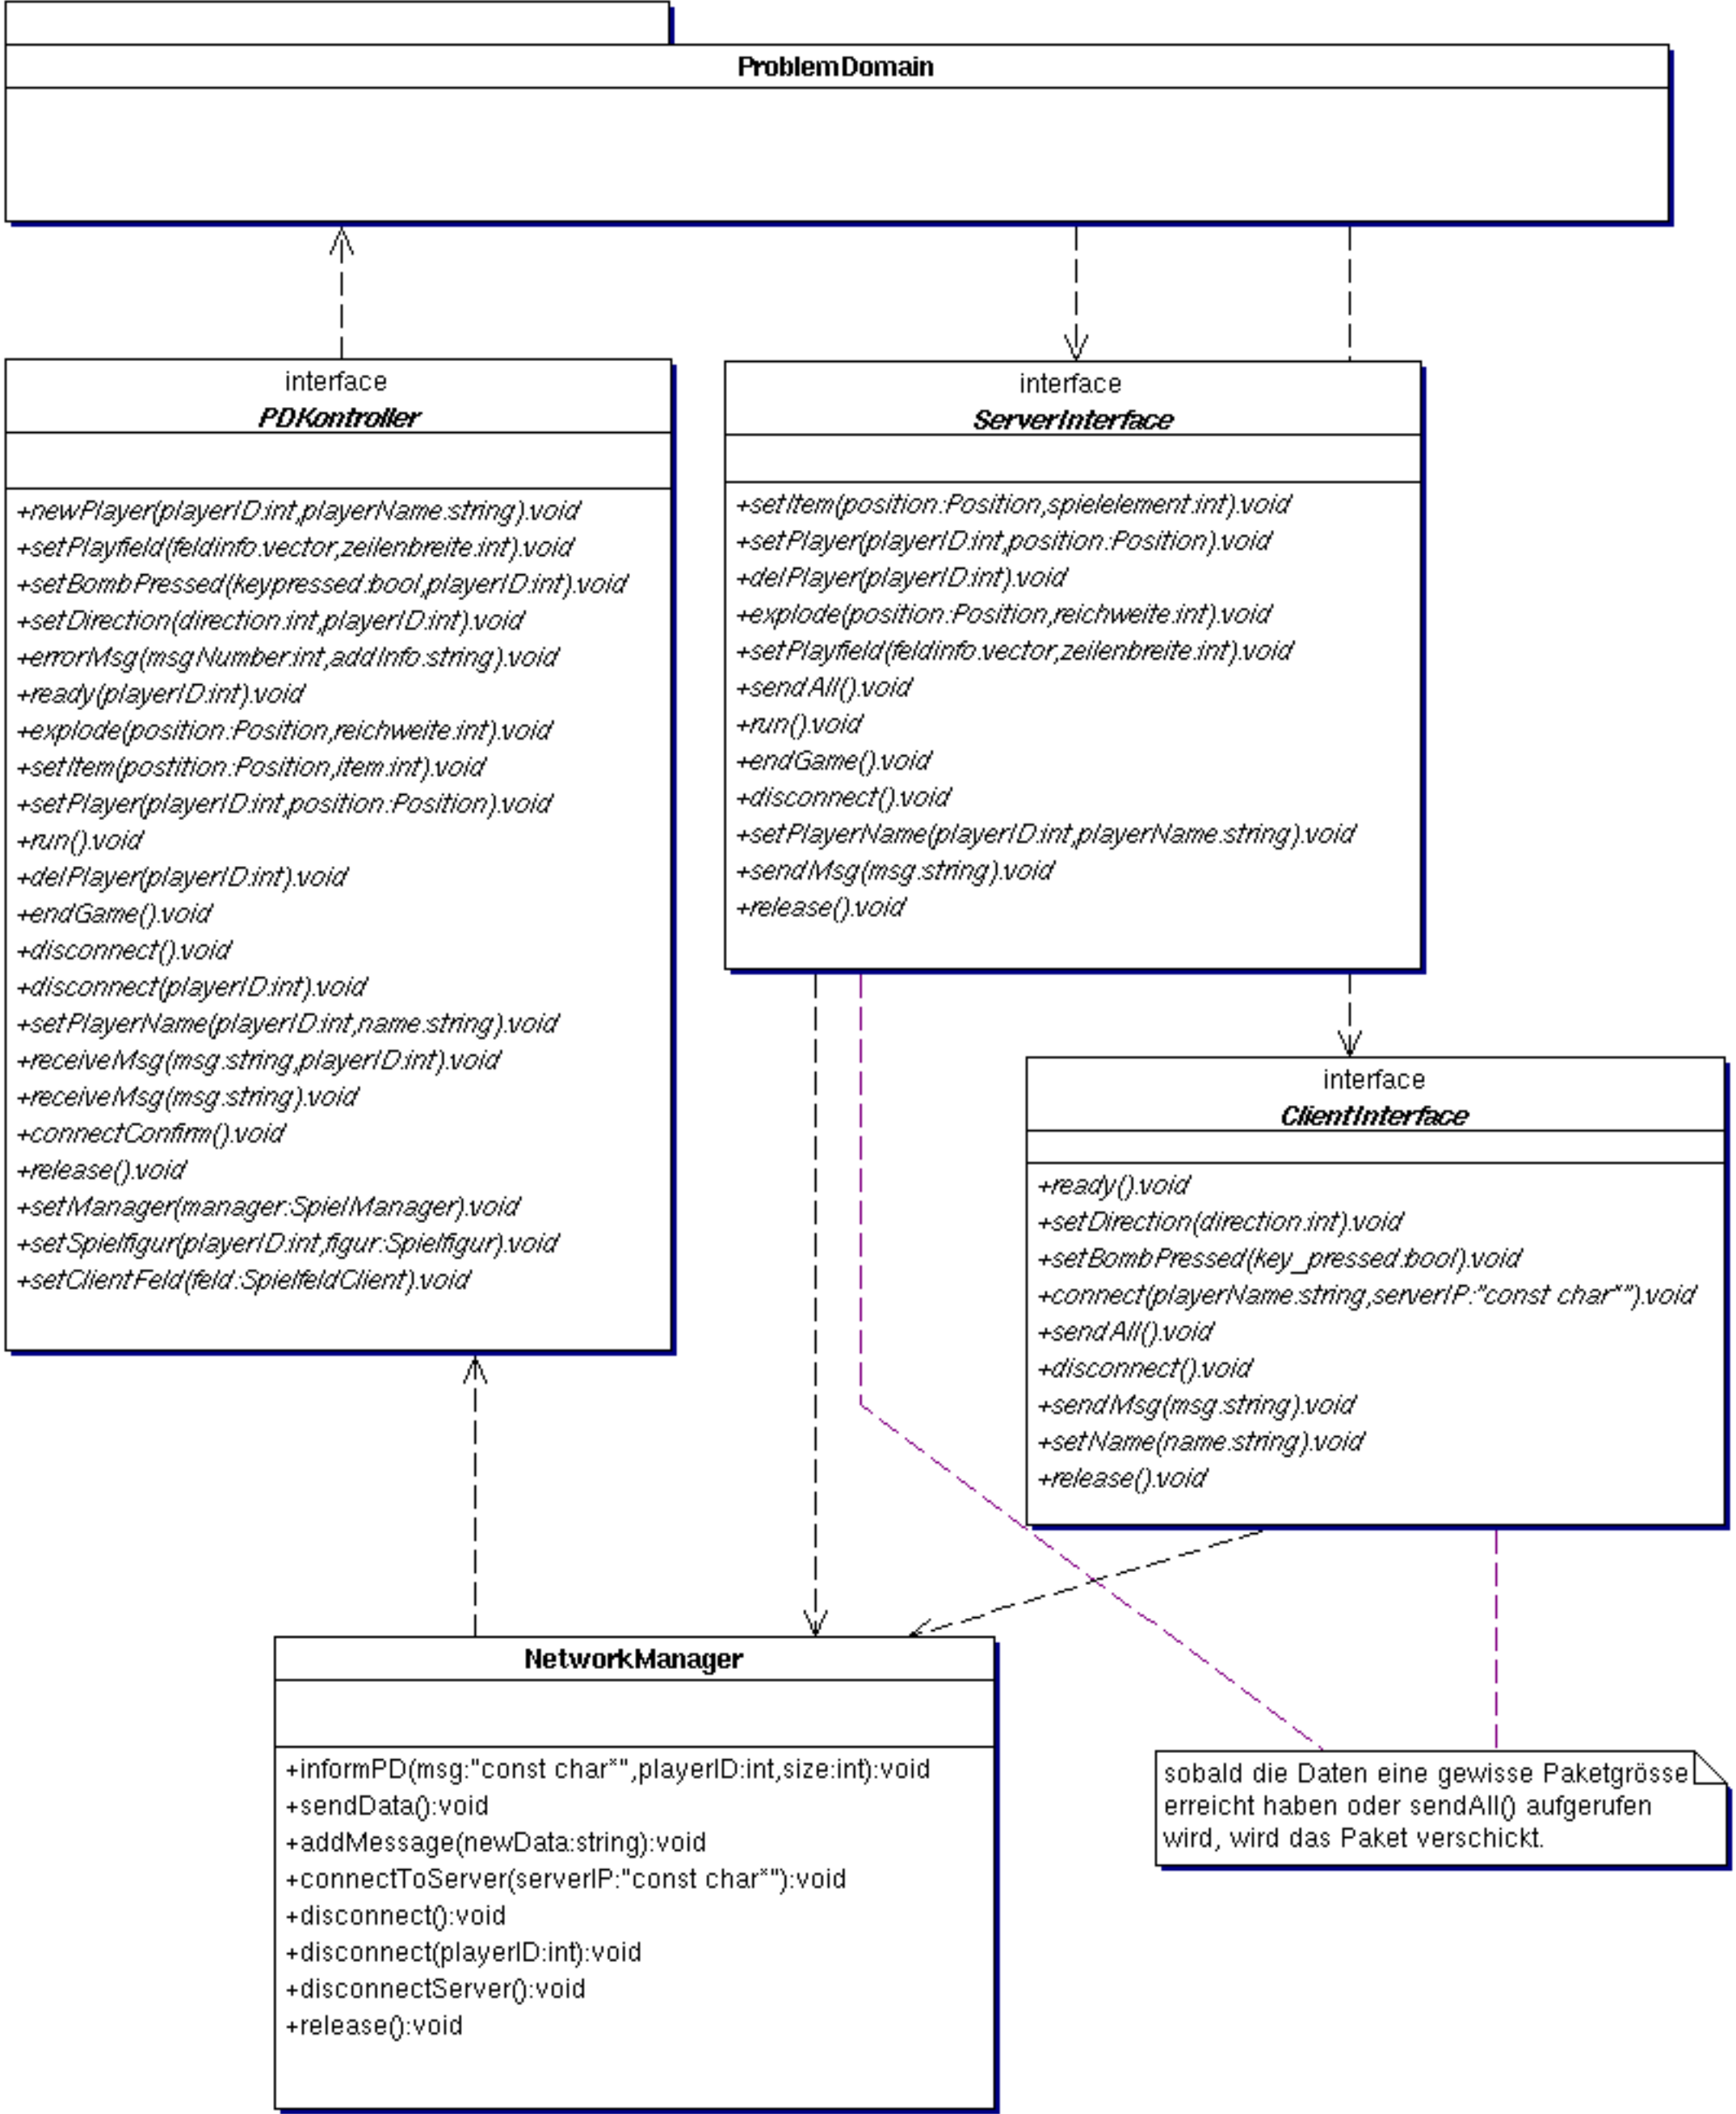 ProblemDomain
interface
PDKontroller
+newPlayer(playerID:int,playerName:string):void
+setPlayfield(feldinfo:vector,zeilenbreite:int):void
+setBombPressed(keypressed:bool,playerID:int):void
+setDirection(direction:int,playerID:int):void
+errorMsg(msgNumber:int,addInfo:string):void
+ready(playerID:int):void
+explode(position:Position,reichweite:int):void
+setItem(postition:Position,item:int):void
+setPlayer(playerID:int,position:Position):void
+run():void
+delPlayer(playerID:int):void
+endGame():void
+disconnect():void
+disconnect(playerID:int):void
+setPlayerName(playerID:int,name:string):void
+receiveMsg(msg:string,playerID:int):void
+receiveMsg(msg:string):void
+connectConfirm():void
+release():void
+setManager(manager:SpielManager):void
+setSpielfigur(playerID:int,figur:Spielfigur):void
+setClientFeld(feld:SpielfeldClient):void
interface
ServerInterface
+setItem(position:Position,spielelement:int):void
+setPlayer(playerID:int,position:Position):void
+delPlayer(playerID:int):void
+explode(position:Position,reichweite:int):void
+setPlayfield(feldinfo:vector,zeilenbreite:int):void
+sendAll():void
+run():void
+endGame():void
+disconnect():void
+setPlayerName(playerID:int,playerName:string):void
+sendMsg(msg:string):void
+release():void
interface
ClientInterface
+ready():void
+setDirection(direction:int):void
+setBombPressed(key_pressed:bool):void
+connect(playerName:string,serverIP:"const char*"):void
+sendAll():void
+disconnect():void
+sendMsg(msg:string):void
+setName(name:string):void
+release():void
NetworkManager
+informPD(msg:"const char*",playerID:int,size:int):void
+sendData():void
+addMessage(newData:string):void
+connectToServer(serverIP:"const char*"):void
+disconnect():void
+disconnect(playerID:int):void
+disconnectServer():void
+release():void
sobald die Daten eine gewisse Paketgrösse
erreicht haben oder sendAll() aufgerufen
wird, wird das Paket verschickt.